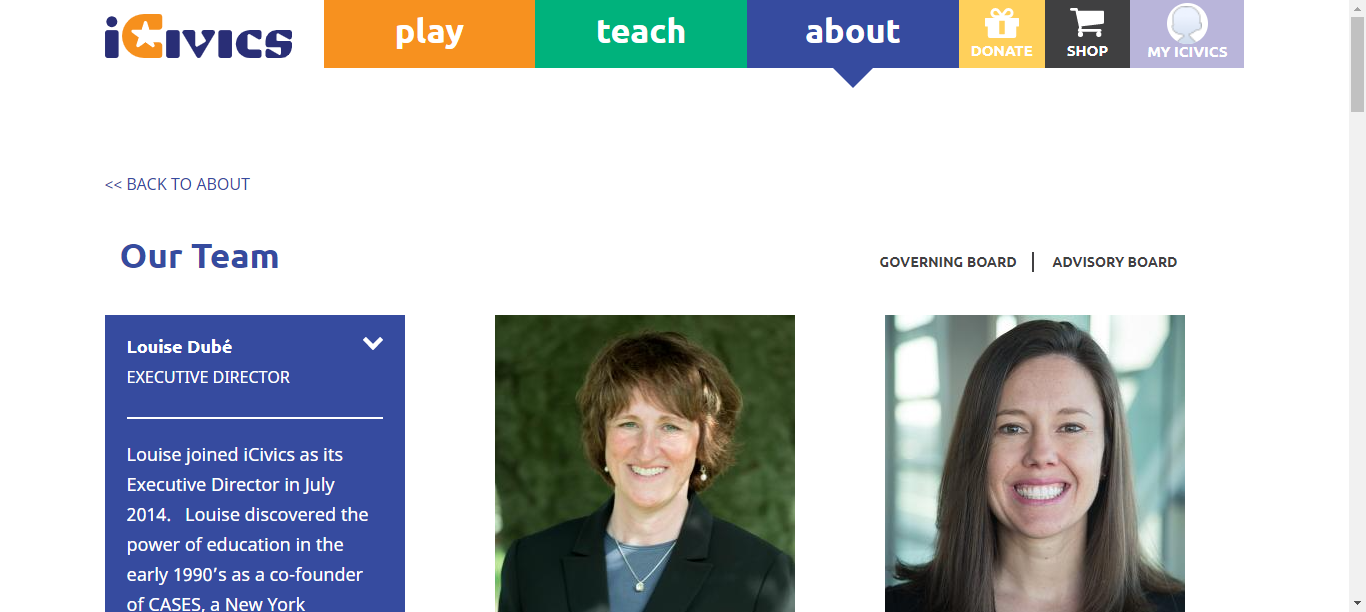 iCivics
play
teach
about
DONATE
SHOP
MY ICIVICS
<< BACK TO ABOUT
Our Team
GOVERNING BOARD
ADVISORY BOARD
Louise Dubé
EXECUTIVE DIRECTOR
Louise joined iCivics as its
Executive Director in July
2014. Louise discovered the
power of education in the
early 1990’s as a co-founder
of CASES, a New York